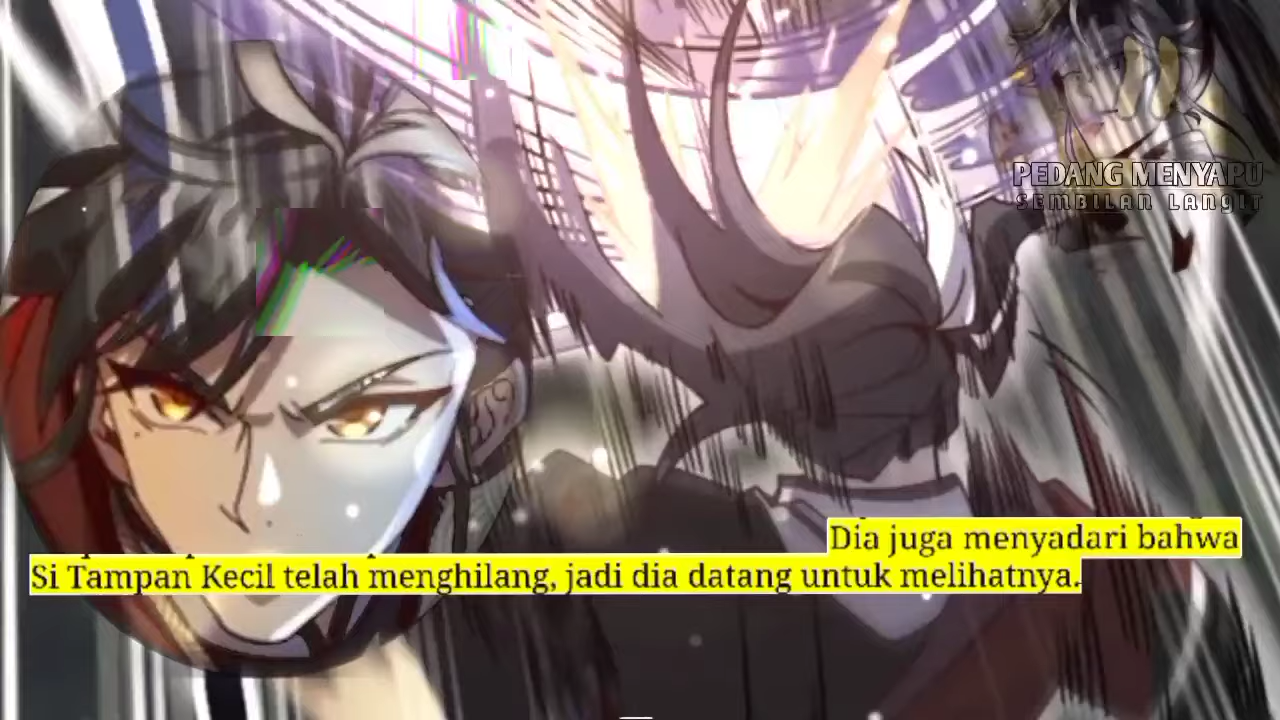 PEDANG MENYAPU
SEMBILAN LANGIT
Dia juga menyadari bahwa
Si Tampan Kecil telah menghilang, jadi dia datang untuk melihatnya.